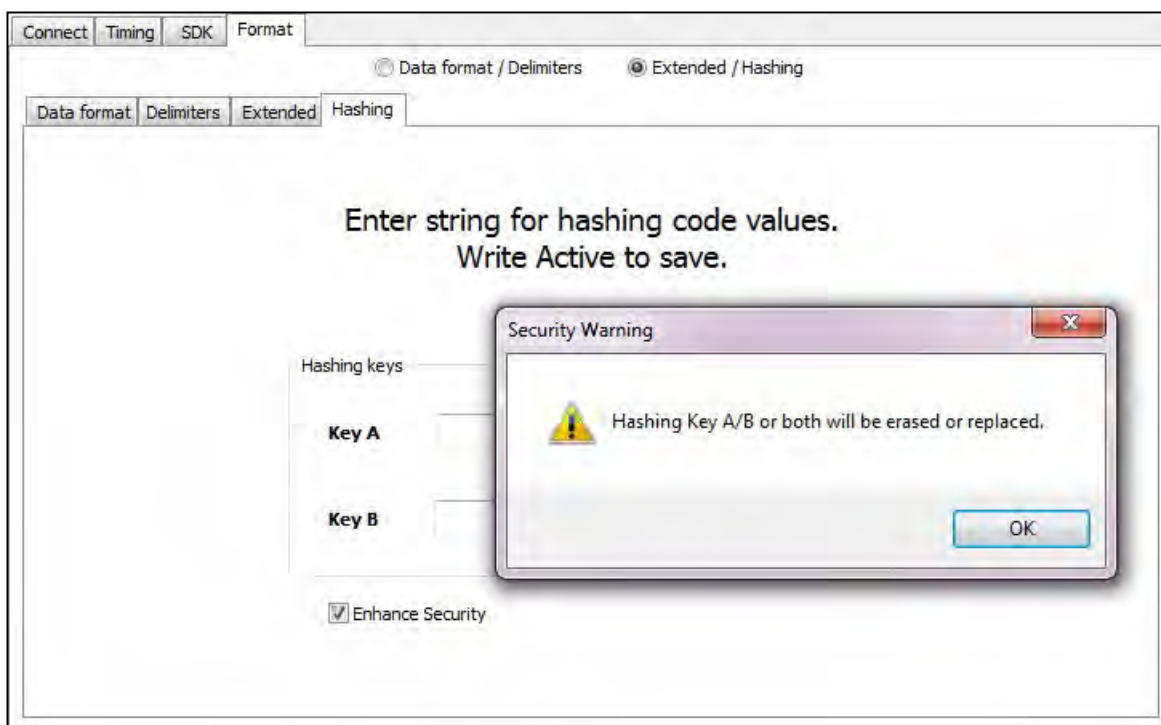 Connect Timing SDK Format
Data format / Delimiters Extended / Hashing
Data format Delimiters Extended Hashing
Enter string for hashing code values.
Write Active to save.
Security Warning
Hashing keys
Key A
Hashing Key A/B or both will be erased or replaced.
Key B
OK
Enhance Security